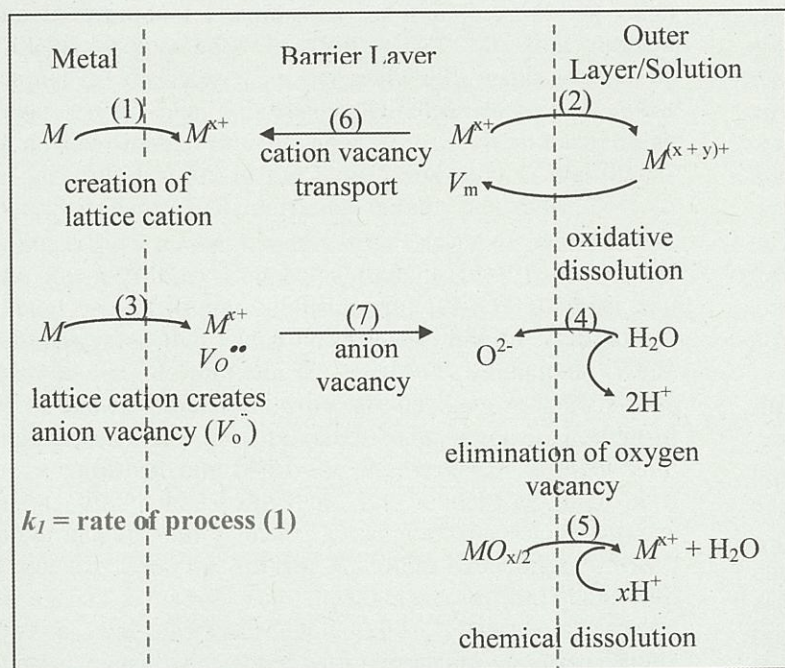 Metal
Barrier Layer
Outer
Layer/Solution
(1)
M
M^{x+}
creation of
lattice cation
(6)
cation vacancy
transport
M^{x+}
V_m
(2)
M^{(x + y)+}
oxidative
dissolution
(3)
M
M^{x+}
V_O^{••}
lattice cation creates
anion vacancy (V_o^{¨})
(7)
anion
vacancy
(4)
O^{2-}
H_2O
2H^+
elimination of oxygen
vacancy
k_1 = rate of process (1)
(5)
MO_{x/2}
M^{x+} + H_2O
xH^+
chemical dissolution